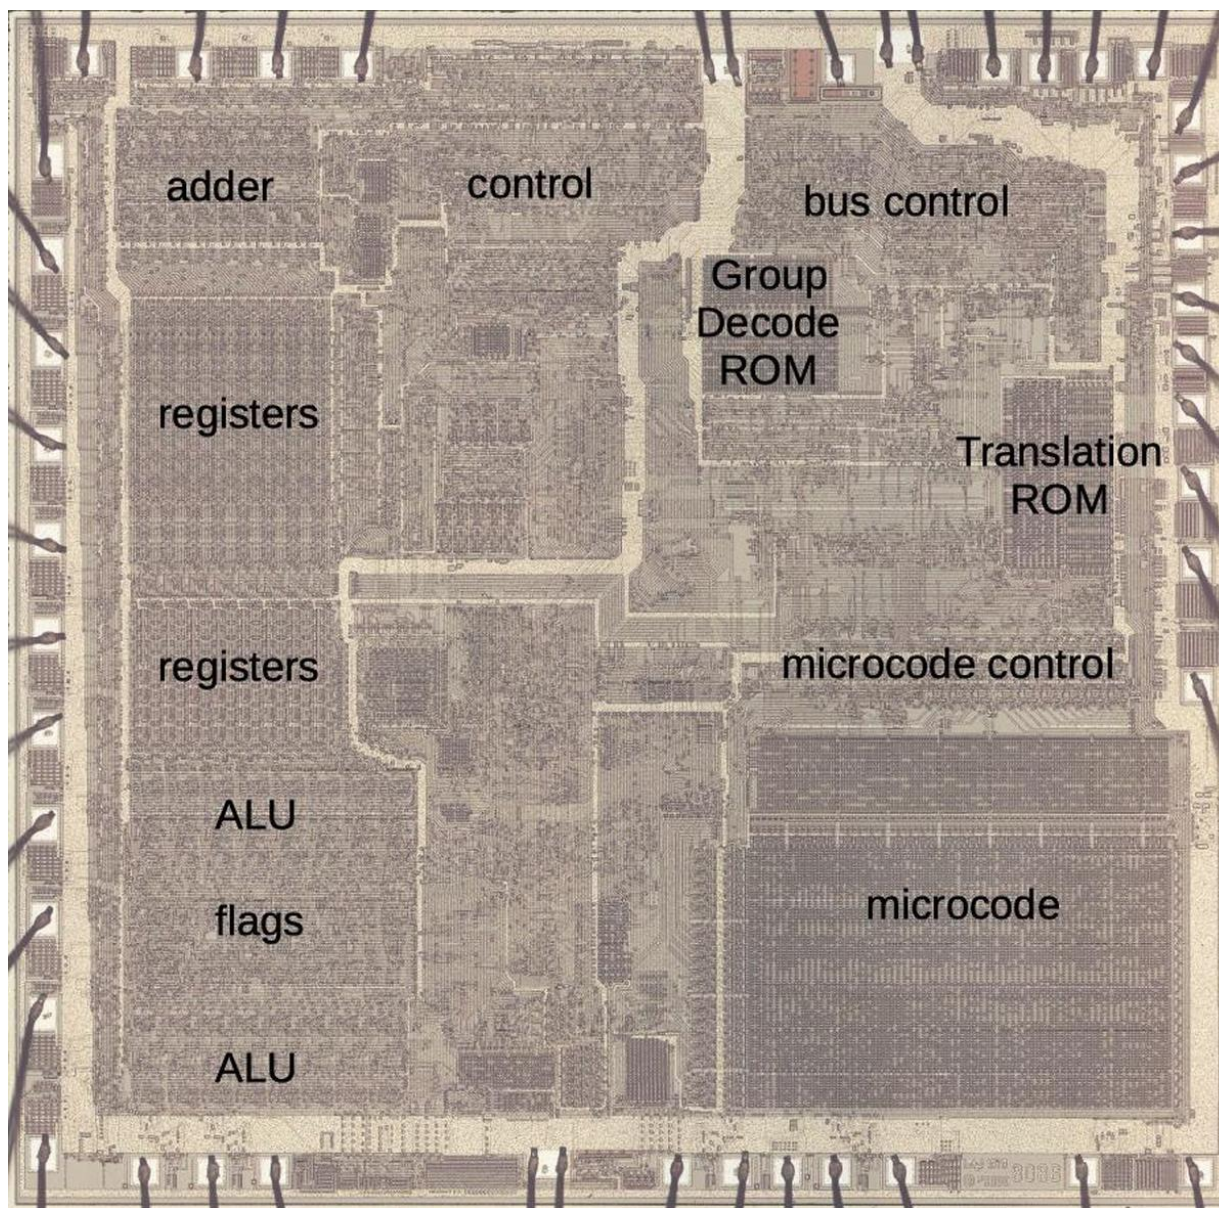 adder
control
bus control
Group
Decode
ROM
registers
Translation
ROM
registers
microcode control
ALU
flags
microcode
ALU